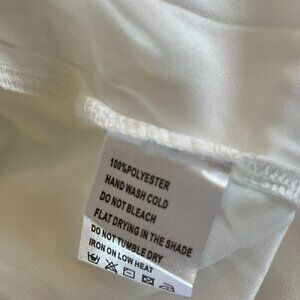 100%POLYESTER
HAND WASH COLD
DO NOT BLEACH
FLAT DRYING IN THE SHADE
DO NOT TUMBLE DRY
IRON ON LOW HEAT